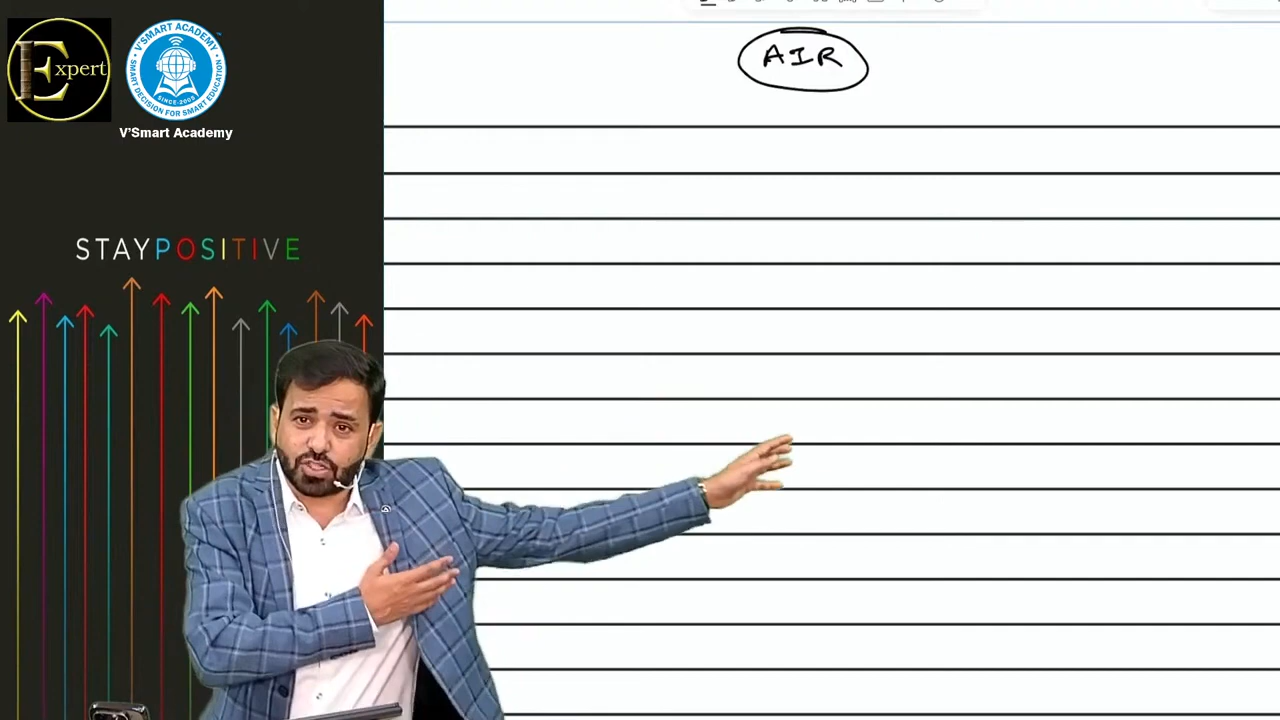 AIR
Expert
V'SMART ACADEMY
SMART DECISION FOR SMART EDUCATION
SINCE-2005
V'Smart Academy
STAYPOSITIVE